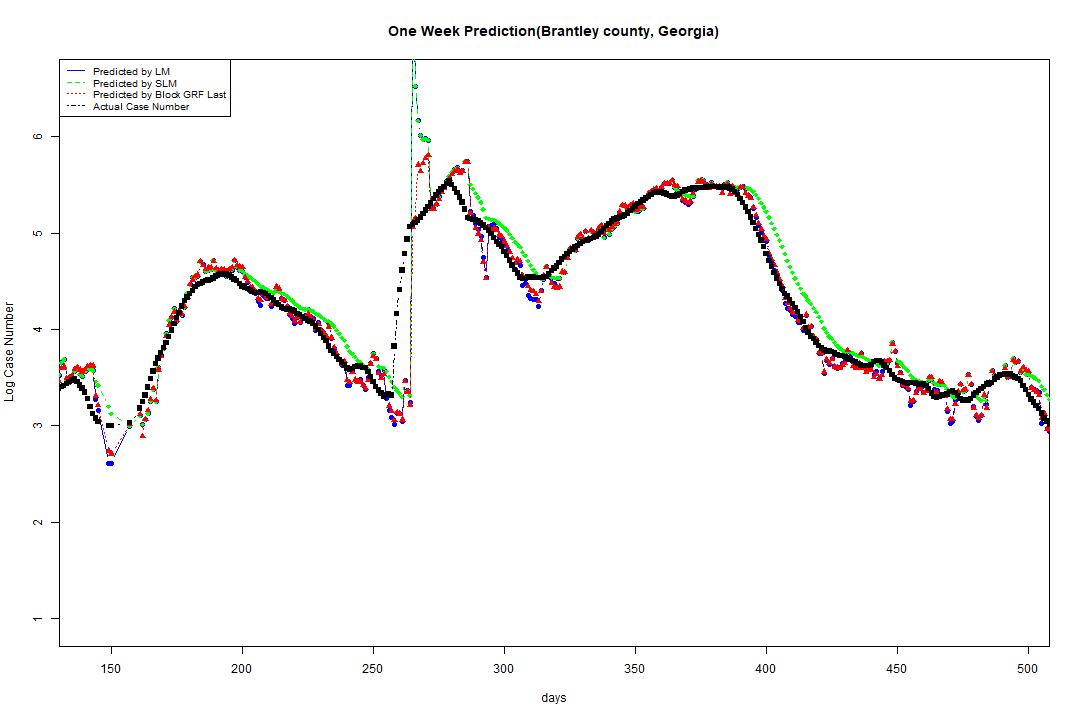 One Week Prediction(Brantley county, Georgia)
Predicted by LM
Predicted by SLM
Predicted by Block GRF Last
Actual Case Number
6
5
4
3
2
1
Log Case Number
150 200 250 300 350 400 450 500
days